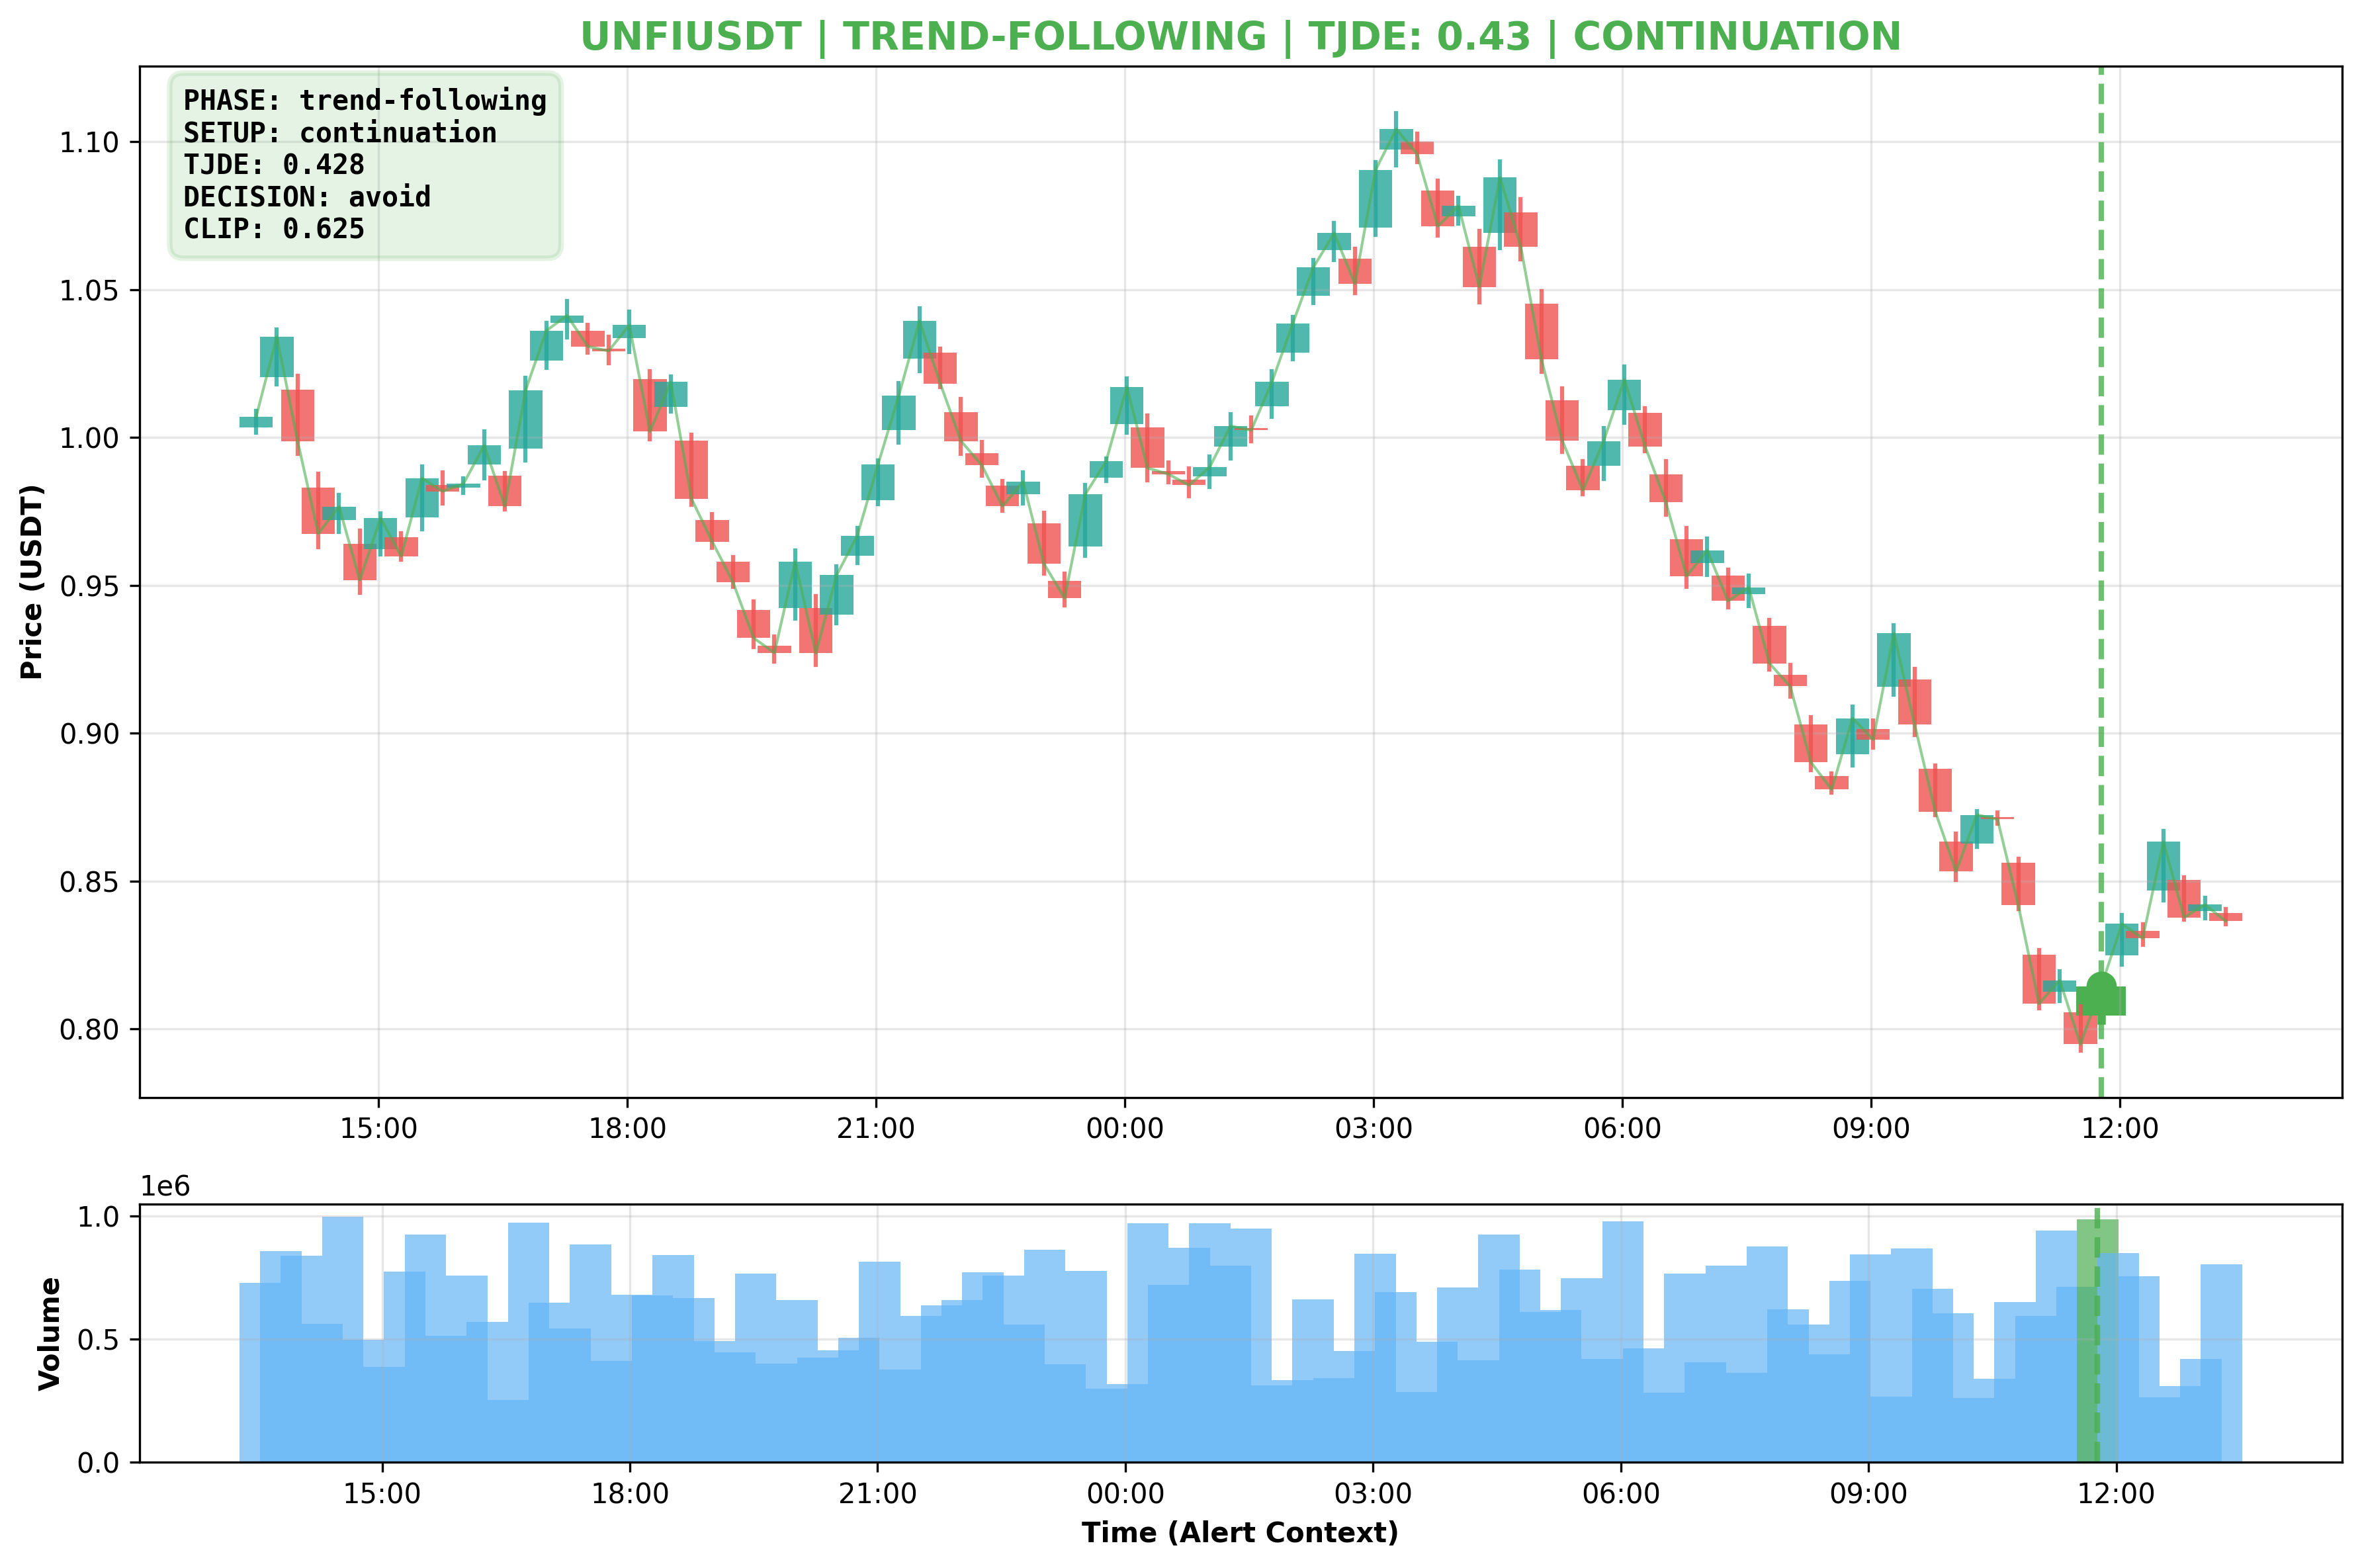 UNFIUSDT | TREND-FOLLOWING | TJDE: 0.43 | CONTINUATION
PHASE: trend-following
SETUP: continuation
TJDE: 0.428
DECISION: avoid
CLIP: 0.625
Price (USDT)
1.10
1.05
1.00
0.95
0.90
0.85
0.80
15:00 18:00 21:00 00:00 03:00 06:00 09:00 12:00
1e6
Volume
1.0
0.5
0.0
15:00 18:00 21:00 00:00 03:00 06:00 09:00 12:00
Time (Alert Context)